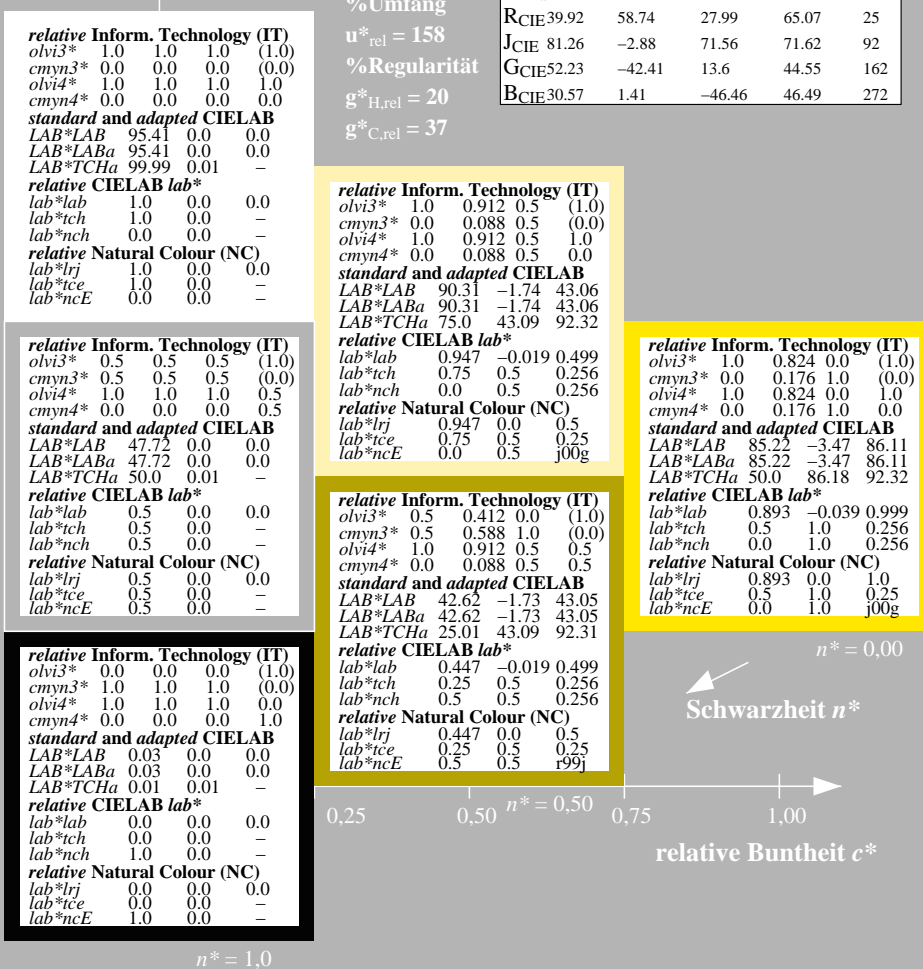 %Umfang
u*rel = 158
%Regularität
g*H,rel = 20
g*C,rel = 37
RCIE 39.92 58.74 27.99 65.07 25
JCIE 81.26 –2.88 71.56 71.62 92
GCIE 52.23 –42.41 13.6 44.55 162
BCIE 30.57 1.41 –46.46 46.49 272
relative Inform. Technology (IT)
olvi3* 1.0 1.0 1.0 (1.0)
cmyn3* 0.0 0.0 0.0 (0.0)
olvi4* 1.0 1.0 1.0 1.0
cmyn4* 0.0 0.0 0.0 0.0
standard and adapted CIELAB
LAB*LAB 95.41 0.0 0.0
LAB*LABa 95.41 0.0 0.0
LAB*TCHa 99.99 0.01 –
relative CIELAB lab*
lab*lab 1.0 0.0 0.0
lab*tch 1.0 0.0 –
lab*nch 0.0 0.0 –
relative Natural Colour (NC)
lab*lrj 1.0 0.0 0.0
lab*tce 1.0 0.0 –
lab*ncE 0.0 0.0 –
relative Inform. Technology (IT)
olvi3* 1.0 0.912 0.5 (1.0)
cmyn3* 0.0 0.088 0.5 (0.0)
olvi4* 1.0 0.912 0.5 1.0
cmyn4* 0.0 0.088 0.5 0.0
standard and adapted CIELAB
LAB*LAB 90.31 –1.74 43.06
LAB*LABa 90.31 –1.74 43.06
LAB*TCHa 75.0 43.09 92.32
relative CIELAB lab*
lab*lab 0.947 –0.019 0.499
lab*tch 0.75 0.5 0.256
lab*nch 0.0 0.5 0.256
relative Natural Colour (NC)
lab*lrj 0.947 0.0 0.5
lab*tce 0.75 0.5 0.25
lab*ncE 0.0 0.5 j00g
relative Inform. Technology (IT)
olvi3* 0.5 0.5 0.5 (1.0)
cmyn3* 0.5 0.5 0.5 (0.0)
olvi4* 1.0 1.0 1.0 0.5
cmyn4* 0.0 0.0 0.0 0.5
standard and adapted CIELAB
LAB*LAB 47.72 0.0 0.0
LAB*LABa 47.72 0.0 0.0
LAB*TCHa 50.0 0.01 –
relative CIELAB lab*
lab*lab 0.5 0.0 0.0
lab*tch 0.5 0.0 –
lab*nch 0.5 0.0 –
relative Natural Colour (NC)
lab*lrj 0.5 0.0 0.0
lab*tce 0.5 0.0 –
lab*ncE 0.5 0.0 –
relative Inform. Technology (IT)
olvi3* 1.0 0.824 0.0 (1.0)
cmyn3* 0.0 0.176 1.0 (0.0)
olvi4* 1.0 0.824 0.0 1.0
cmyn4* 0.0 0.176 1.0 0.0
standard and adapted CIELAB
LAB*LAB 85.22 –3.47 86.11
LAB*LABa 85.22 –3.47 86.11
LAB*TCHa 50.0 86.18 92.32
relative CIELAB lab*
lab*lab 0.893 –0.039 0.999
lab*tch 0.5 1.0 0.256
lab*nch 0.0 1.0 0.256
relative Natural Colour (NC)
lab*lrj 0.893 0.0 1.0
lab*tce 0.5 1.0 0.25
lab*ncE 0.0 1.0 j00g
relative Inform. Technology (IT)
olvi3* 0.5 0.412 0.0 (1.0)
cmyn3* 0.5 0.588 1.0 (0.0)
olvi4* 1.0 0.912 0.5 0.5
cmyn4* 0.0 0.088 0.5 0.5
standard and adapted CIELAB
LAB*LAB 42.62 –1.73 43.05
LAB*LABa 42.62 –1.73 43.05
LAB*TCHa 25.01 43.09 92.31
relative CIELAB lab*
lab*lab 0.447 –0.019 0.499
lab*tch 0.25 0.5 0.256
lab*nch 0.5 0.5 0.256
relative Natural Colour (NC)
lab*lrj 0.447 0.0 0.5
lab*tce 0.25 0.5 0.25
lab*ncE 0.5 0.5 r99j
relative Inform. Technology (IT)
olvi3* 0.0 0.0 0.0 (1.0)
cmyn3* 1.0 1.0 1.0 (0.0)
olvi4* 1.0 1.0 1.0 0.0
cmyn4* 0.0 0.0 0.0 1.0
standard and adapted CIELAB
LAB*LAB 0.03 0.0 0.0
LAB*LABa 0.03 0.0 0.0
LAB*TCHa 0.01 0.01 –
relative CIELAB lab*
lab*lab 0.0 0.0 0.0
lab*tch 0.0 0.0 –
lab*nch 1.0 0.0 –
relative Natural Colour (NC)
lab*lrj 0.0 0.0 0.0
lab*tce 0.0 0.0 –
lab*ncE 1.0 0.0 –
n* = 0,00
Schwarzheit n*
n* = 0,50
0,25 0,50 0,75 1,00
relative Buntheit c*
n* = 1,0